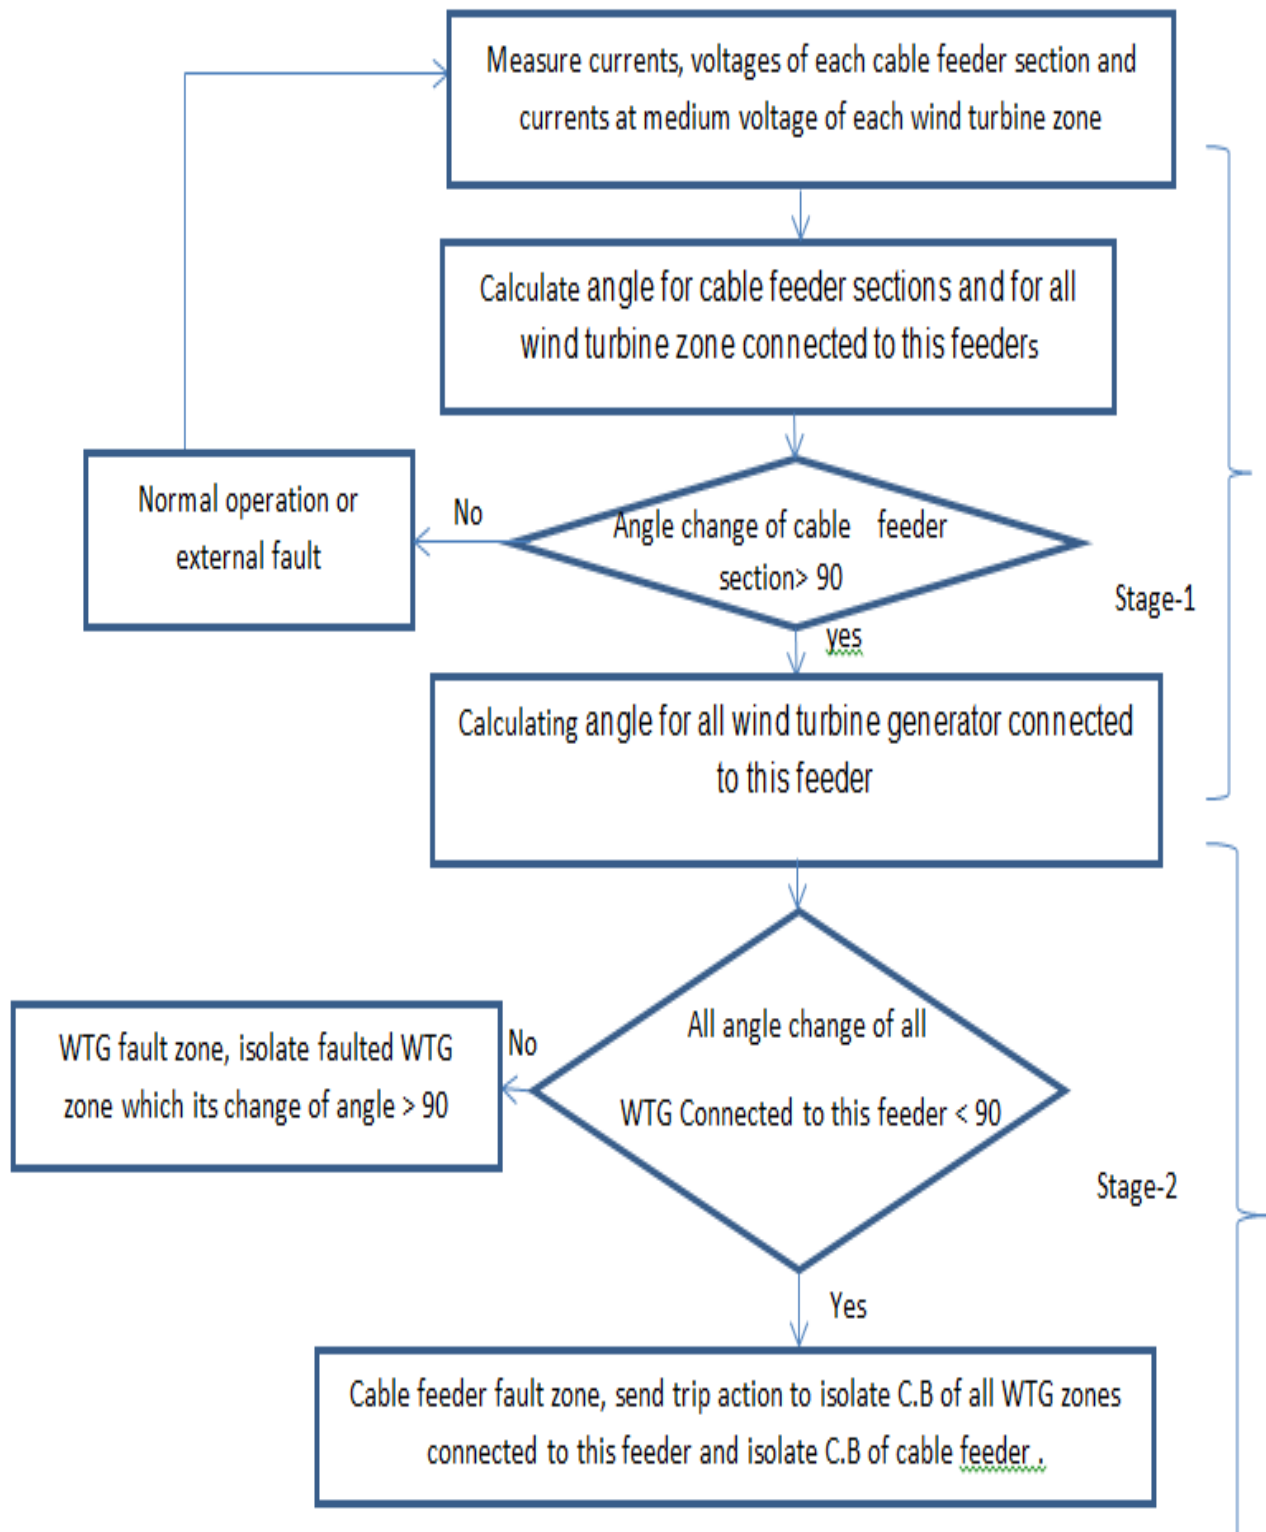 Measure currents, voltages of each cable feeder section and
currents at medium voltage of each wind turbine zone
Calculate angle for cable feeder sections and for all
wind turbine zone connected to this feeders
Normal operation or
external fault
No
Angle change of cable feeder
section> 90
Stage-1
yes
Calculating angle for all wind turbine generator connected
to this feeder
All angle change of all
WTG Connected to this feeder < 90
No
WTG fault zone, isolate faulted WTG
zone which its change of angle > 90
Stage-2
Yes
Cable feeder fault zone, send trip action to isolate C.B of all WTG zones
connected to this feeder and isolate C.B of cable feeder .